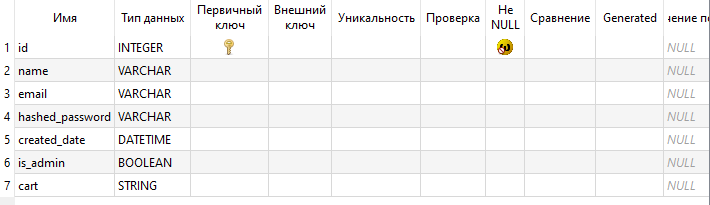 Имя Тип данных Первичный ключ Внешний ключ Уникальность Проверка Не NULL Сравнение Generated чение по
1 id INTEGER NULL
2 name VARCHAR NULL
3 email VARCHAR NULL
4 hashed_password VARCHAR NULL
5 created_date DATETIME NULL
6 is_admin BOOLEAN NULL
7 cart STRING NULL